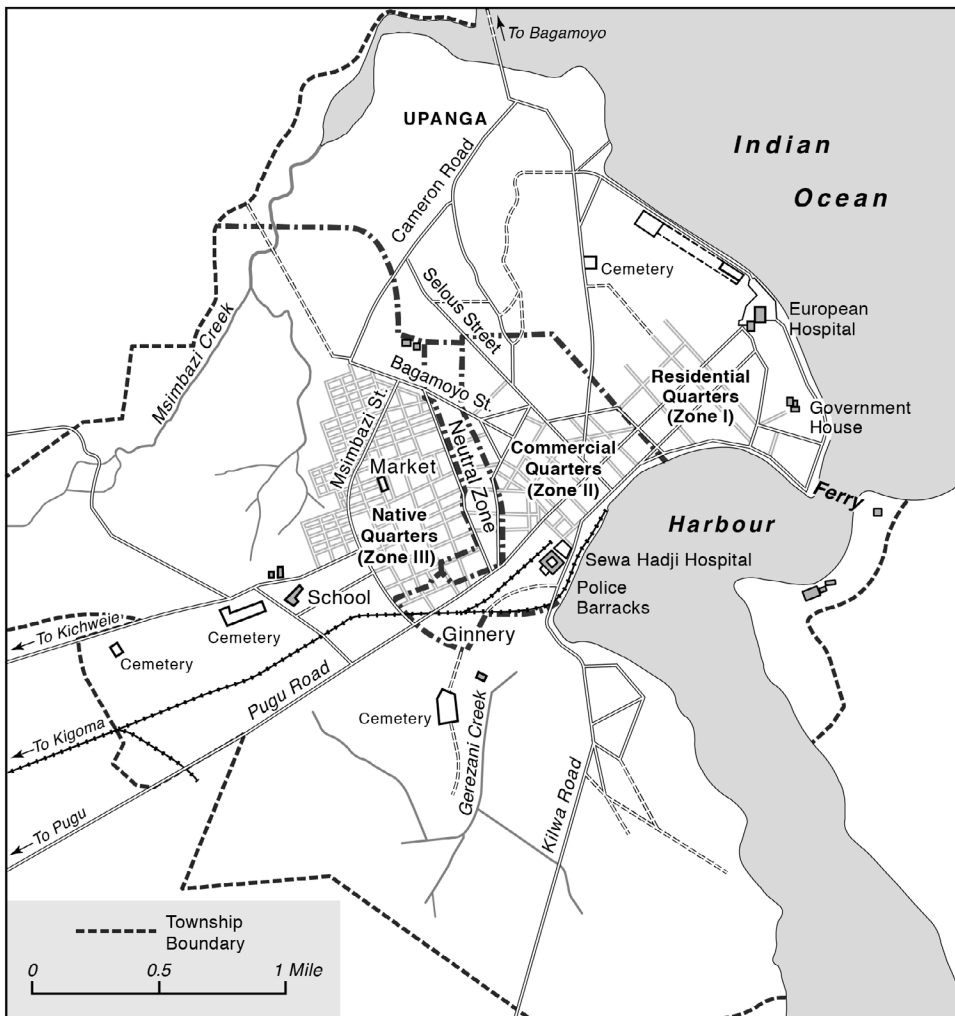 To Bagamoyo
UPANGA
Indian
Ocean
Cameron Road
Cemetery
Selous Street
European
Hospital
Msimbazi Creek
Bagamoyo St.
Residential
Quarters
(Zone I)
Government
House
Msimbazi St.
Neutral Zone
Commercial
Quarters
(Zone II)
Market
Ferry
Native
Quarters
(Zone III)
Harbour
Sewa Hadji Hospital
Police
Barracks
School
Cemetery
Ginnery
To Kichwele
Cemetery
Pugu Road
Cemetery
Gerezani Creek
To Kigoma
Kilwa Road
To Pugu
Township
Boundary
0 0.5 1 Mile